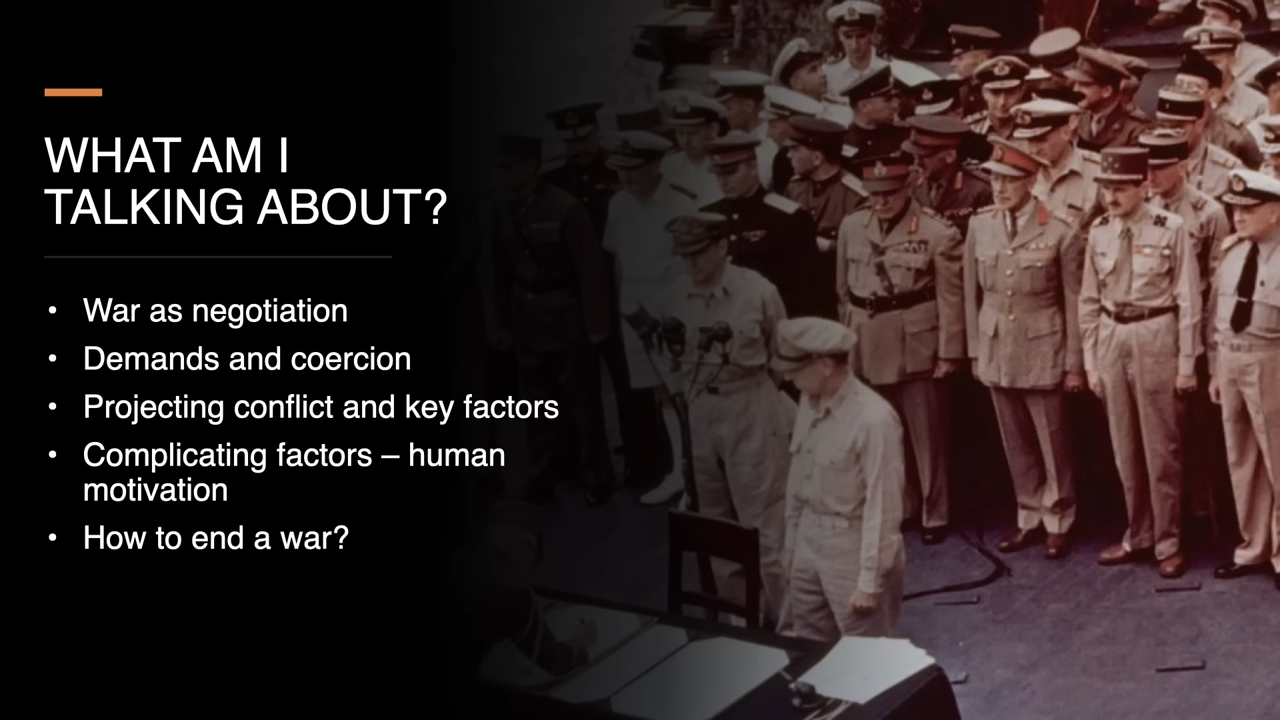 WHAT AM I
TALKING ABOUT?
• War as negotiation
• Demands and coercion
• Projecting conflict and key factors
• Complicating factors – human
motivation
• How to end a war?